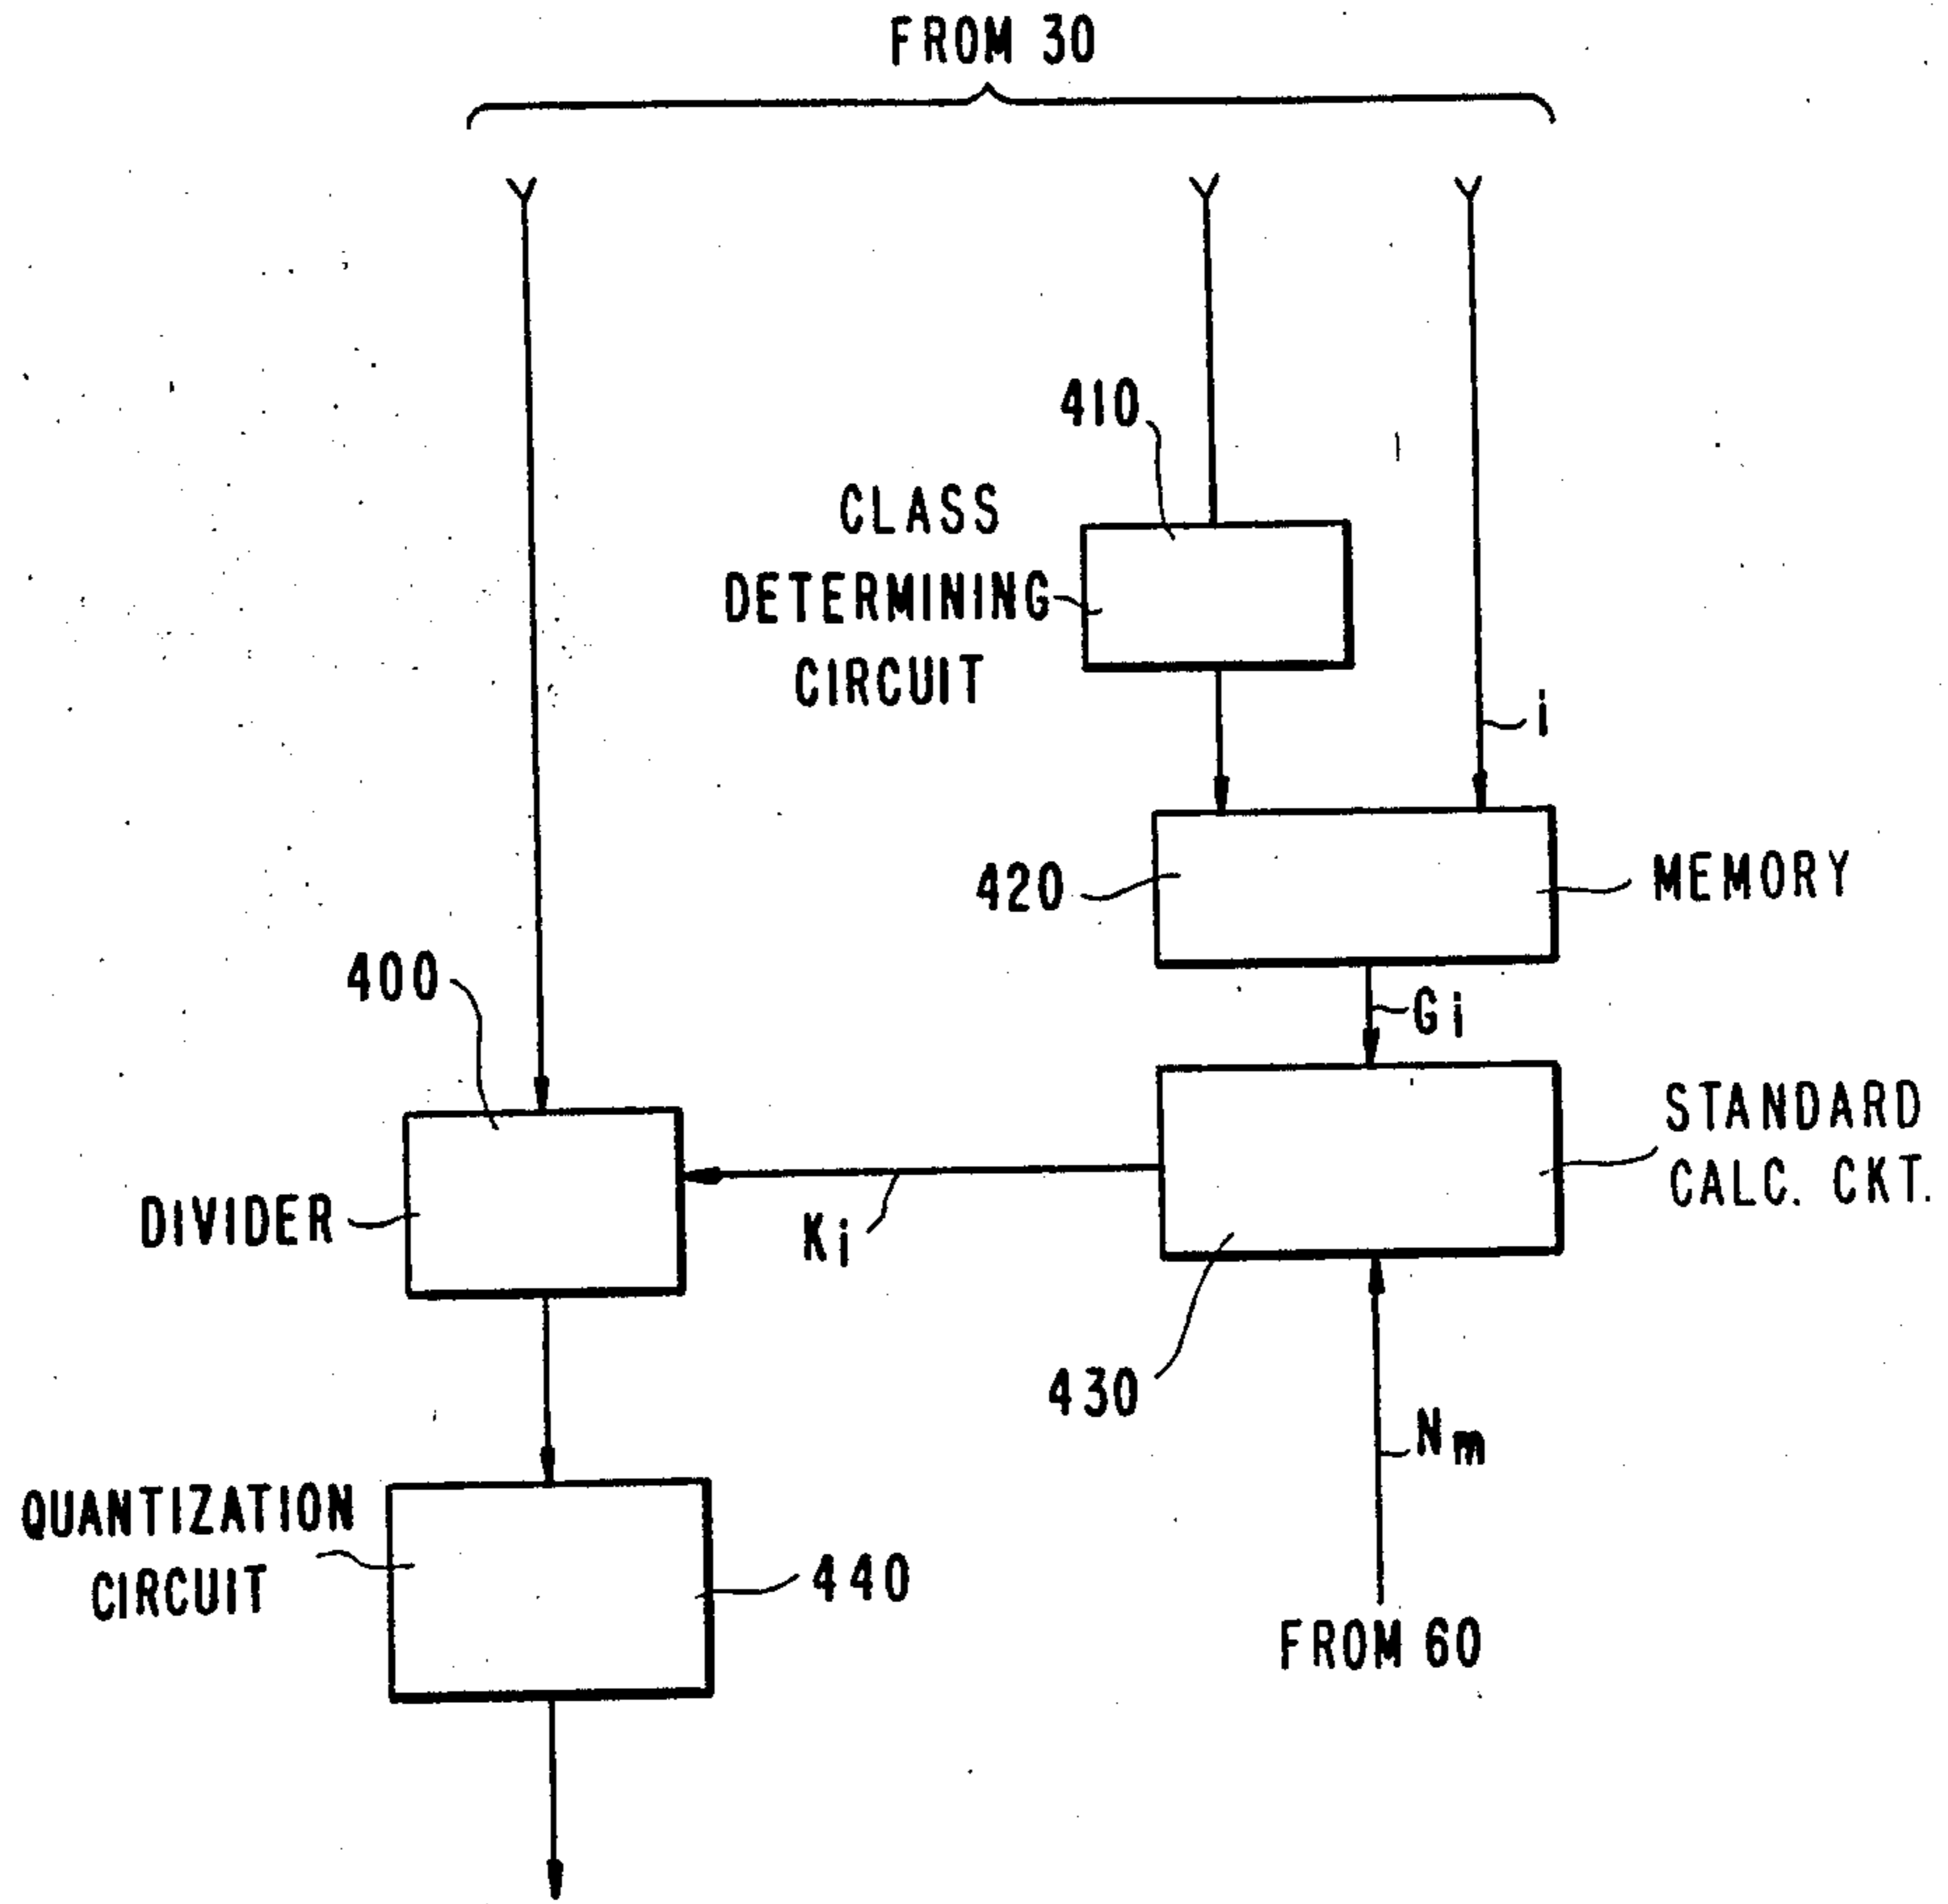 FROM 30
410
CLASS
DETERMINING
CIRCUIT
i
420
MEMORY
400
Gi
STANDARD
CALC. CKT.
DIVIDER
Ki
430
Nm
QUANTIZATION
CIRCUIT
440
FROM 60